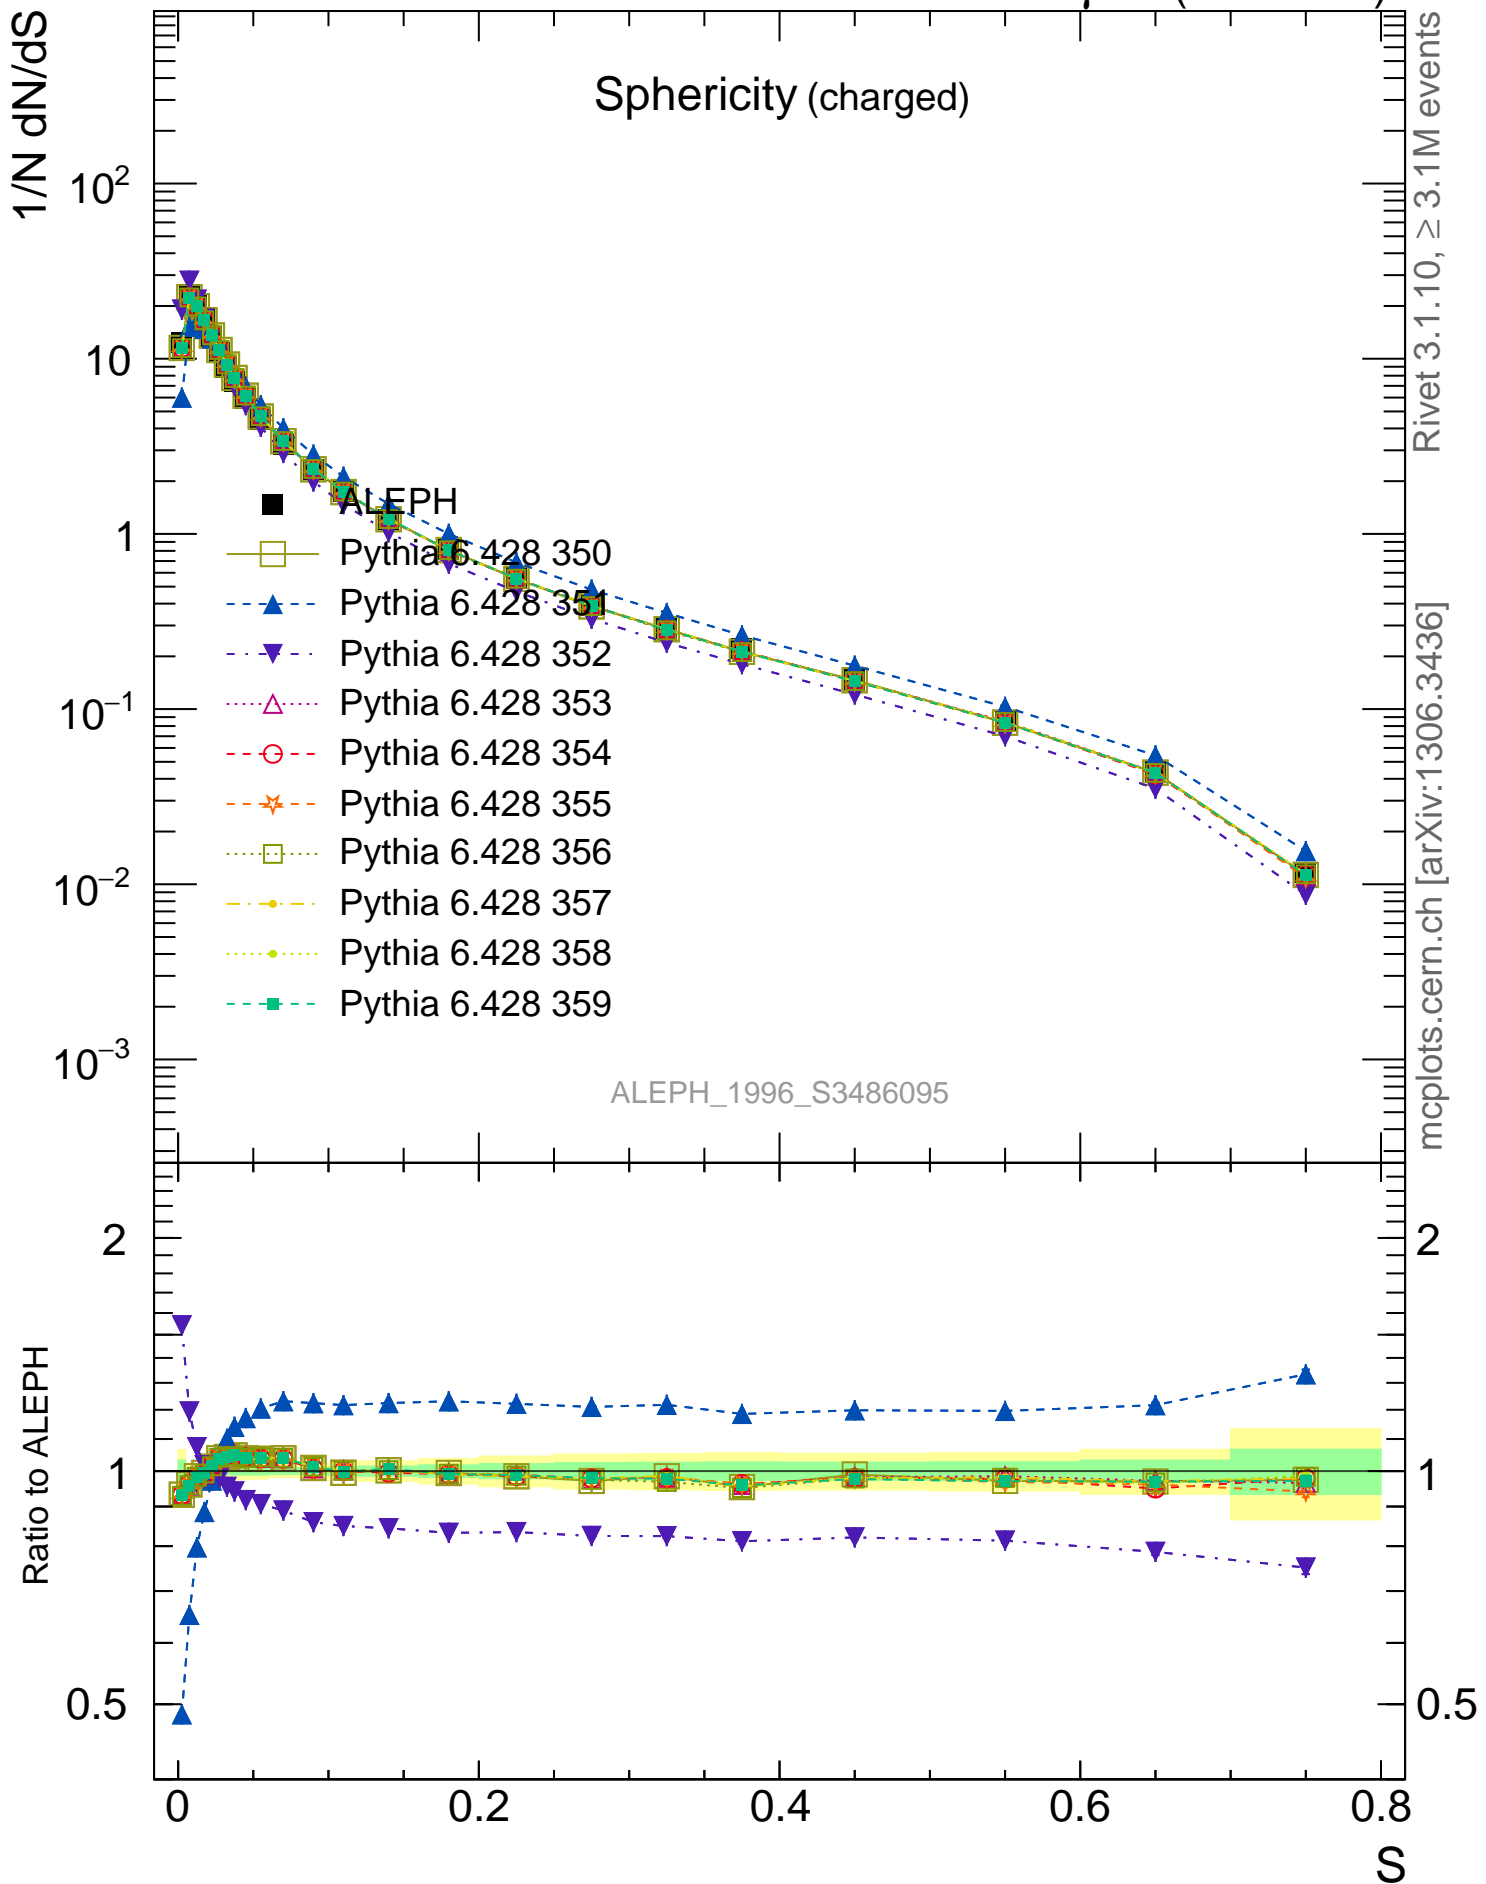 1/N dN/dS
Sphericity (charged)
10²
10
1
10⁻¹
10⁻²
10⁻³
ALEPH
Pythia 6.428 350
Pythia 6.428 351
Pythia 6.428 352
Pythia 6.428 353
Pythia 6.428 354
Pythia 6.428 355
Pythia 6.428 356
Pythia 6.428 357
Pythia 6.428 358
Pythia 6.428 359
ALEPH_1996_S3486095
Rivet 3.1.10, ≥ 3.1M events
mcplots.cern.ch [arXiv:1306.3436]
Ratio to ALEPH
2
1
0.5
2
1
0.5
0
0.2
0.4
0.6
0.8
S